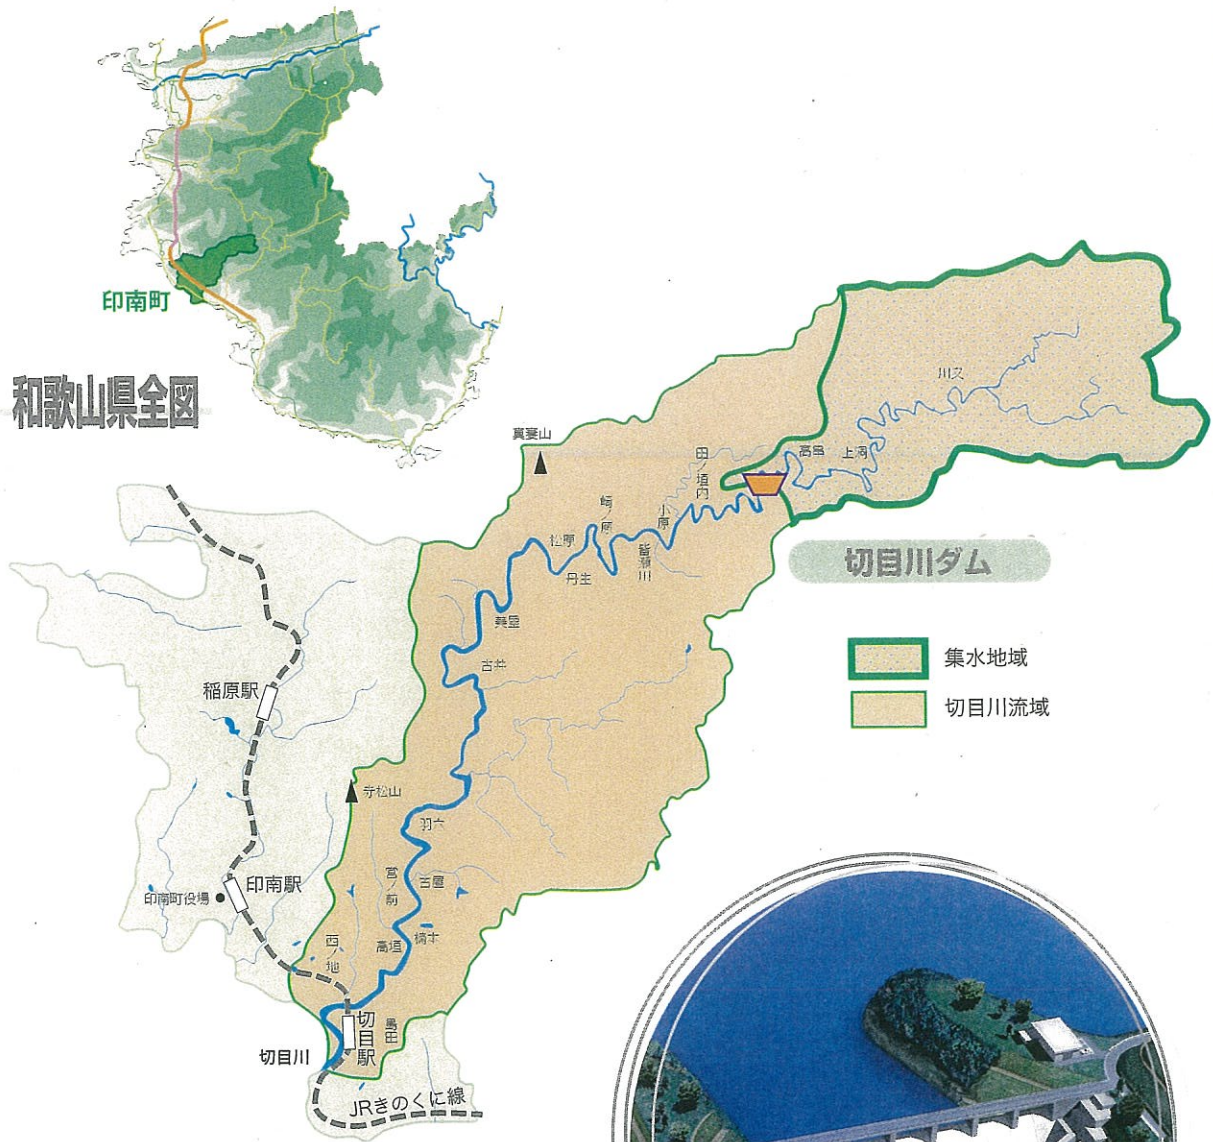 印南町
和歌山県全図
真妻山
川又
上洞
高串
田ノ垣内
小原
崎ノ原
皆瀬川
松原
丹生
切目川ダム
美里
古井
集水地域
切目川流域
稲原駅
寺松山
羽六
宮ノ前
古屋
印南駅
印南町役場
高垣
橋本
西ノ地
島田
切目駅
切目川
JRきのくに線